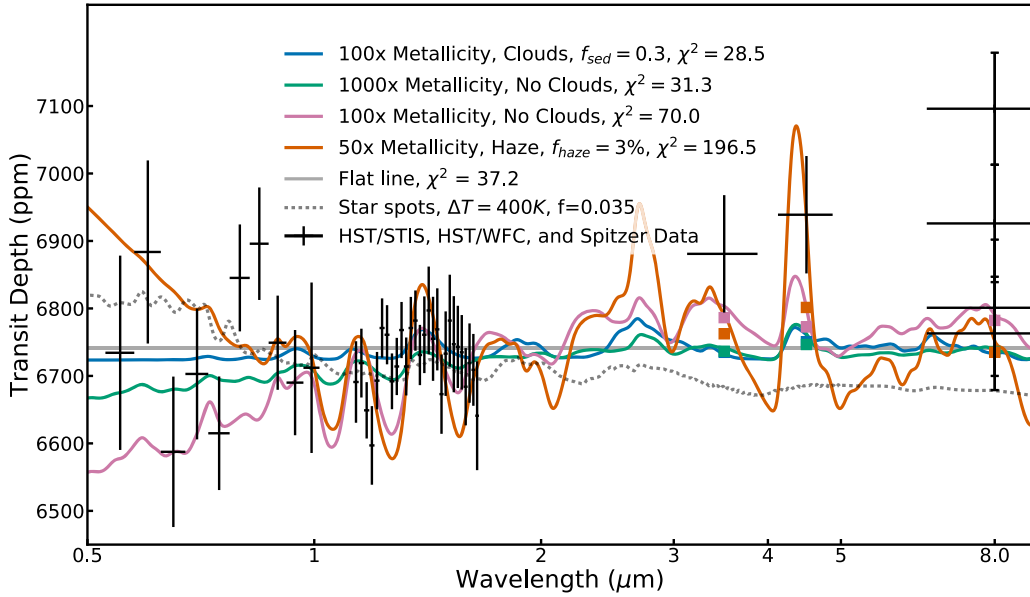 100x Metallicity, Clouds, f_sed = 0.3, χ² = 28.5
1000x Metallicity, No Clouds, χ² = 31.3
100x Metallicity, No Clouds, χ² = 70.0
50x Metallicity, Haze, f_haze = 3%, χ² = 196.5
Flat line, χ² = 37.2
Star spots, ΔT = 400K, f=0.035
HST/STIS, HST/WFC, and Spitzer Data
Transit Depth (ppm)
7100
7000
6900
6800
6700
6600
6500
0.5
1
2
3
4
5
8.0
Wavelength (μm)